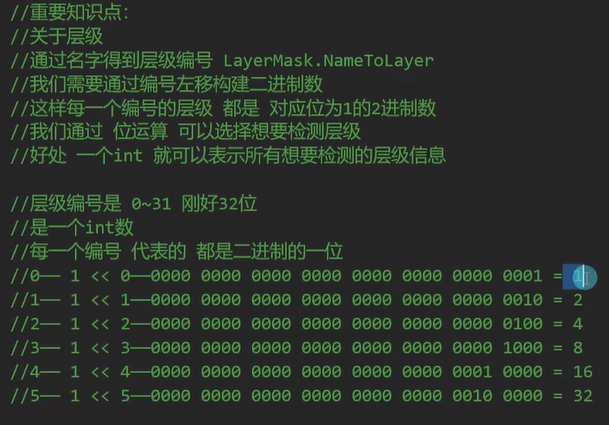 //重要知识点：
//关于层级
//通过名字得到层级编号 LayerMask.NameToLayer
//我们需要通过编号左移构建二进制数
//这样每一个编号的层级 都是 对应位为1的2进制数
//我们通过 位运算 可以选择想要检测层级
//好处 一个int 就可以表示所有想要检测的层级信息
//层级编号是 0~31 刚好32位
//是一个int数
//每一个编号 代表的 都是二进制的一位
//0—— 1 << 0——0000 0000 0000 0000 0000 0000 0000 0001 = 1
//1—— 1 << 1——0000 0000 0000 0000 0000 0000 0000 0010 = 2
//2—— 1 << 2——0000 0000 0000 0000 0000 0000 0000 0100 = 4
//3—— 1 << 3——0000 0000 0000 0000 0000 0000 0000 1000 = 8
//4—— 1 << 4——0000 0000 0000 0000 0000 0000 0001 0000 = 16
//5—— 1 << 5——0000 0000 0000 0000 0000 0000 0010 0000 = 32